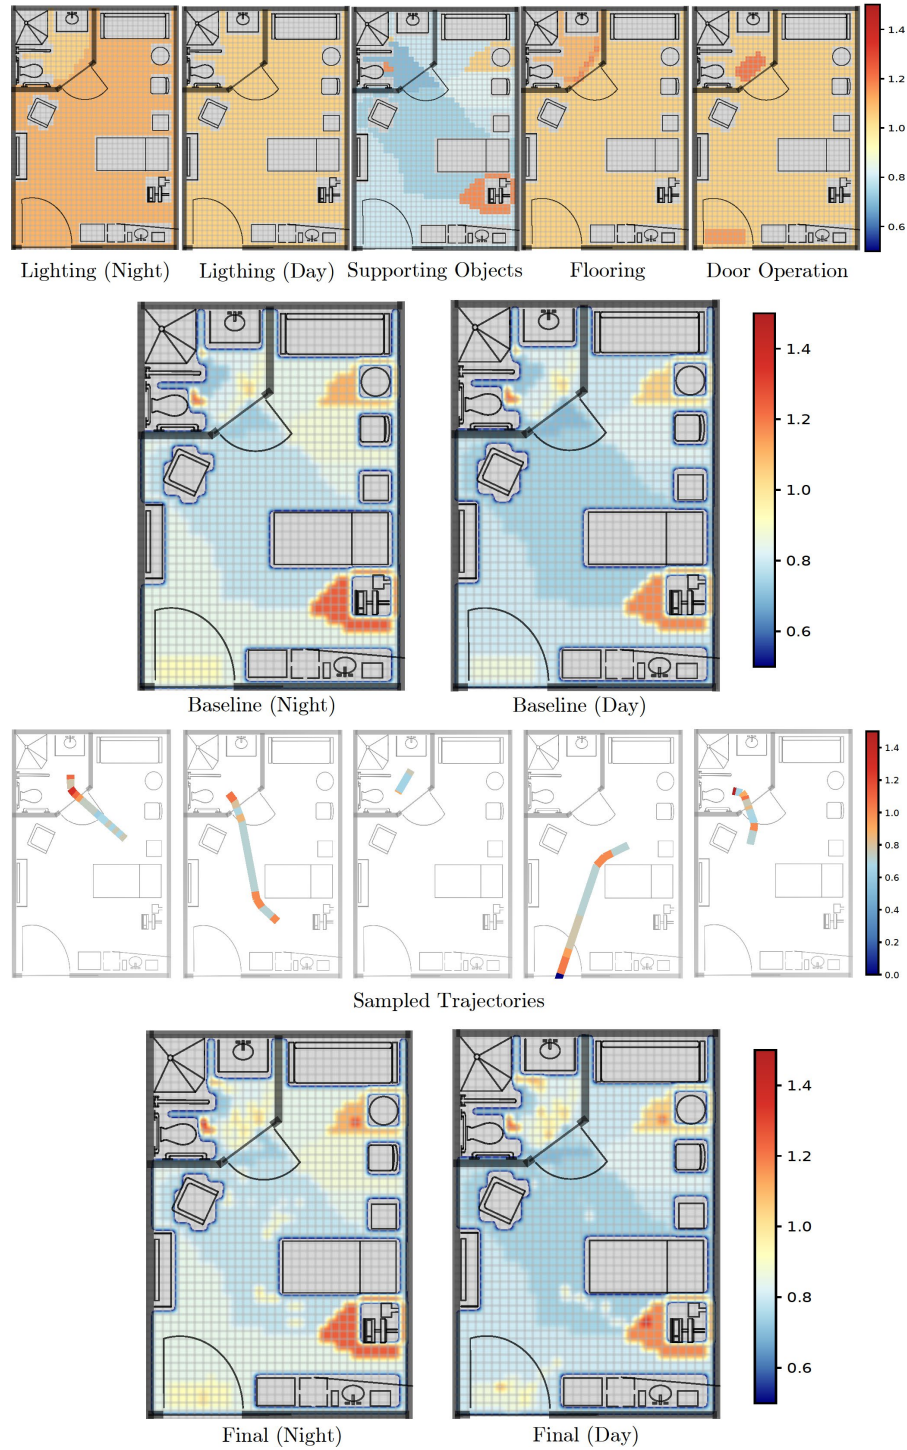 1.4
1.2
1.0
0.8
0.6
Lighting (Night)
Ligthing (Day)
Supporting Objects
Flooring
Door Operation
1.4
1.2
1.0
0.8
0.6
Baseline (Night)
Baseline (Day)
1.4
1.2
1.0
0.8
0.6
0.4
0.2
0.0
Sampled Trajectories
1.4
1.2
1.0
0.8
0.6
Final (Night)
Final (Day)